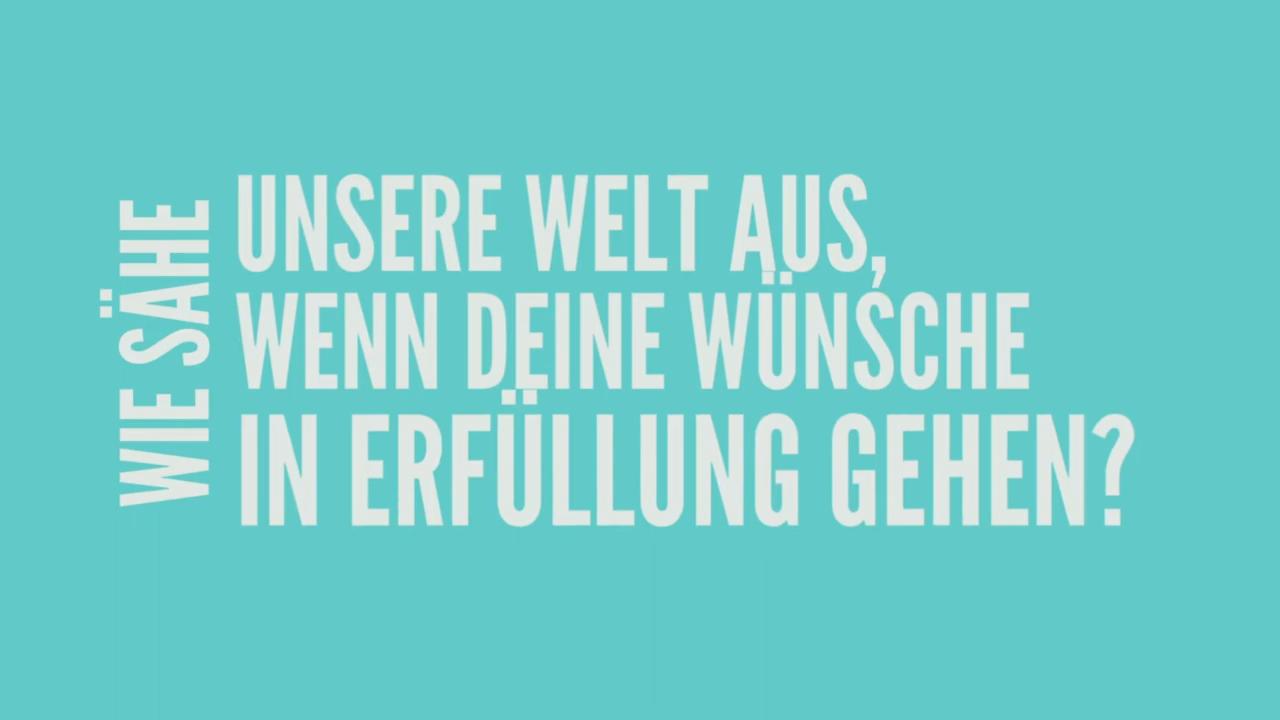 WIE SÄHE
UNSERE WELT AUS,
WENN DEINE WÜNSCHE
IN ERFÜLLUNG GEHEN?